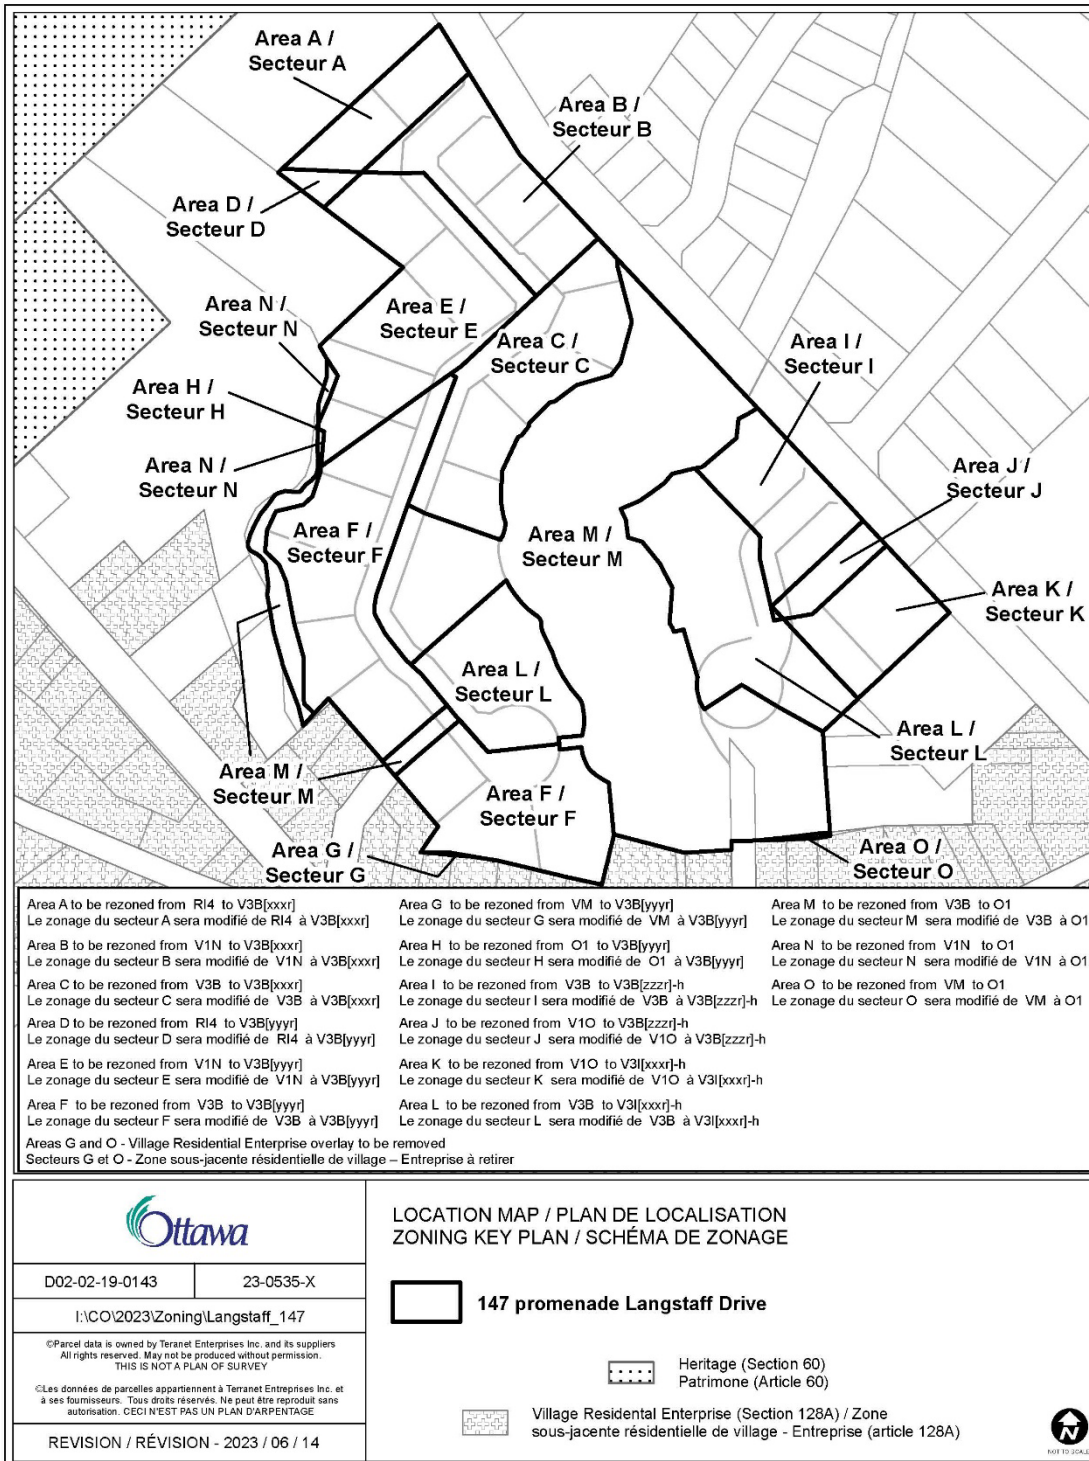 Area A /
Secteur A
Area B /
Secteur B
Area D /
Secteur D
Area N /
Secteur N
Area E /
Secteur E
Area C /
Secteur C
Area I /
Secteur I
Area H /
Secteur H
Area N /
Secteur N
Area J /
Secteur J
Area F /
Secteur F
Area M /
Secteur M
Area K /
Secteur K
Area L /
Secteur L
Area L /
Secteur L
Area M /
Secteur M
Area F /
Secteur F
Area G /
Secteur G
Area O /
Secteur O
Area A to be rezoned from RI4 to V3B[xxxr]
Le zonage du secteur A sera modifié de RI4 à V3B[xxxr]
Area B to be rezoned from V1N to V3B[xxxr]
Le zonage du secteur B sera modifié de V1N à V3B[xxxr]
Area C to be rezoned from V3B to V3B[xxxr]
Le zonage du secteur C sera modifié de V3B à V3B[xxxr]
Area D to be rezoned from RI4 to V3B[yyyr]
Le zonage du secteur D sera modifié de RI4 à V3B[yyyr]
Area E to be rezoned from V1N to V3B[yyyr]
Le zonage du secteur E sera modifié de V1N à V3B[yyyr]
Area F to be rezoned from V3B to V3B[yyyr]
Le zonage du secteur F sera modifié de V3B à V3B[yyyr]
Area G to be rezoned from VM to V3B[yyyr]
Le zonage du secteur G sera modifié de VM à V3B[yyyr]
Area H to be rezoned from O1 to V3B[yyyr]
Le zonage du secteur H sera modifié de O1 à V3B[yyyr]
Area I to be rezoned from V3B to V3B[zzzr]-h
Le zonage du secteur I sera modifié de V3B à V3B[zzzr]-h
Area J to be rezoned from V1O to V3B[zzzr]-h
Le zonage du secteur J sera modifié de V1O à V3B[zzzr]-h
Area K to be rezoned from V1O to V3I[xxxr]-h
Le zonage du secteur K sera modifié de V1O à V3I[xxxr]-h
Area L to be rezoned from V3B to V3I[xxxr]-h
Le zonage du secteur L sera modifié de V3B à V3I[xxxr]-h
Area M to be rezoned from V3B to O1
Le zonage du secteur M sera modifié de V3B à O1
Area N to be rezoned from V1N to O1
Le zonage du secteur N sera modifié de V1N à O1
Area O to be rezoned from VM to O1
Le zonage du secteur O sera modifié de VM à O1
Areas G and O - Village Residential Enterprise overlay to be removed
Secteurs G et O - Zone sous-jacente résidentielle de village – Entreprise à retirer
Ottawa
D02-02-19-0143
23-0535-X
I:\CO\2023\Zoning\Langstaff_147
©Parcel data is owned by Teranet Enterprises Inc. and its suppliers
All rights reserved. May not be produced without permission.
THIS IS NOT A PLAN OF SURVEY
©Les données de parcelles appartiennent à Terranet Entreprises Inc. et
à ses fournisseurs. Tous droits réservés. Ne peut être reproduit sans
autorisation. CECI N'EST PAS UN PLAN D'ARPENTAGE
REVISION / RÉVISION - 2023 / 06 / 14
LOCATION MAP / PLAN DE LOCALISATION
ZONING KEY PLAN / SCHÉMA DE ZONAGE
147 promenade Langstaff Drive
Heritage (Section 60)
Patrimone (Article 60)
Village Residental Enterprise (Section 128A) / Zone
sous-jacente résidentielle de village - Entreprise (article 128A)
N
NOT TO SCALE